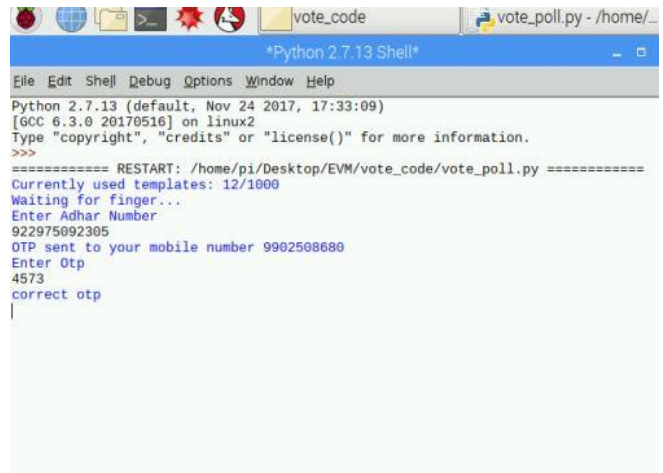 vote_code
vote_poll.py - /home/...
*Python 2.7.13 Shell*
File Edit Shell Debug Options Window Help
Python 2.7.13 (default, Nov 24 2017, 17:33:09)
[GCC 6.3.0 20170516] on linux2
Type "copyright", "credits" or "license()" for more information.
>>>
============ RESTART: /home/pi/Desktop/EVM/vote_code/vote_poll.py ============
Currently used templates: 12/1000
Waiting for finger...
Enter Adhar Number
922975092305
OTP sent to your mobile number 9902508680
Enter Otp
4573
correct otp